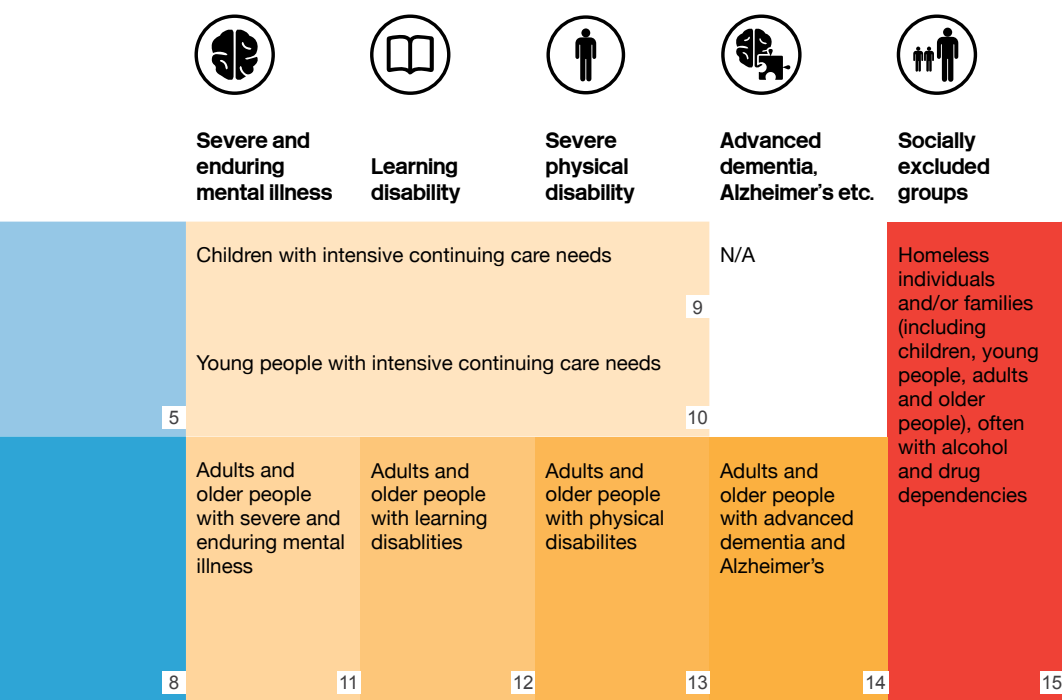 Severe and
enduring
mental illness
Learning
disability
Severe
physical
disability
Advanced
dementia,
Alzheimer's etc.
Socially
excluded
groups
Children with intensive continuing care needs
9
Young people with intensive continuing care needs
5
10
N/A
Homeless
individuals
and/or families
(including
children, young
people, adults
and older
people), often
with alcohol
and drug
dependencies
Adults and
older people
with severe and
enduring mental
illness
Adults and
older people
with learning
disablities
Adults and
older people
with physical
disabilites
Adults and
older people
with advanced
dementia and
Alzheimer's
8
11
12
13
14
15